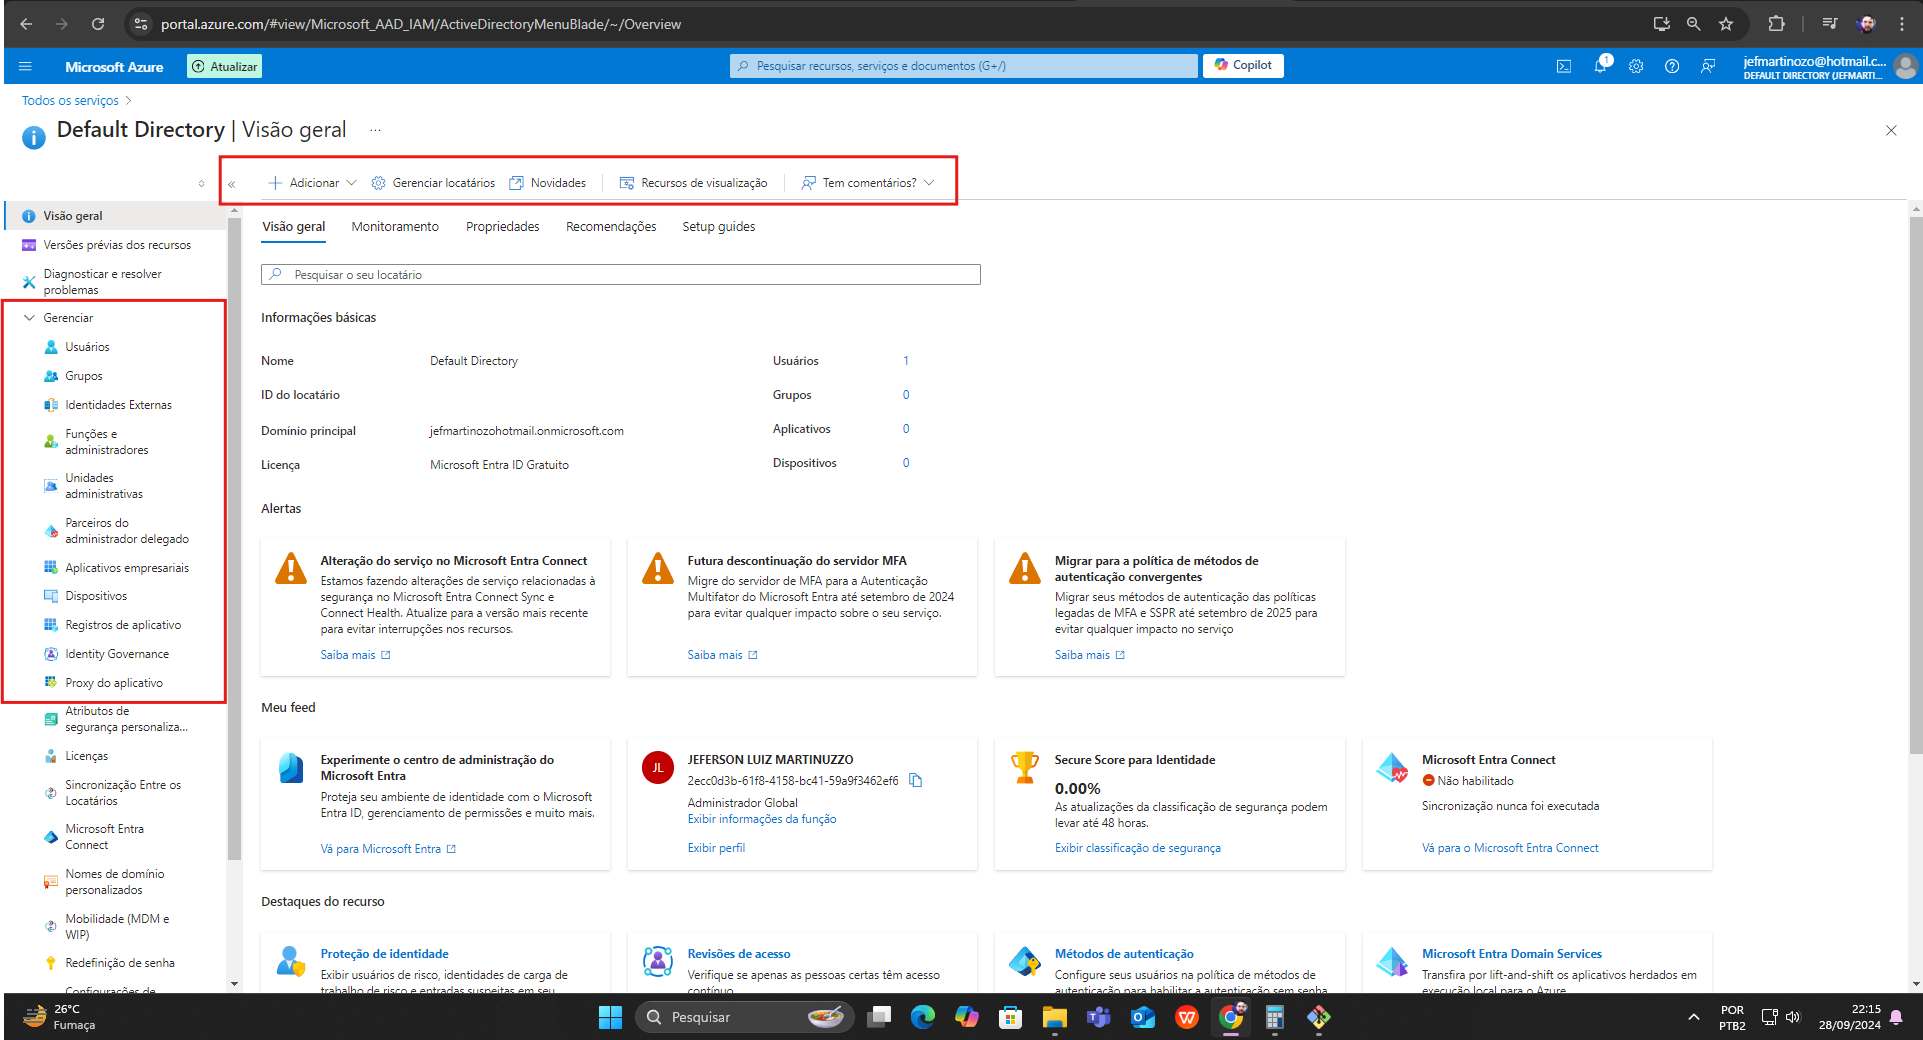 portal.azure.com/#view/Microsoft_AAD_IAM/ActiveDirectoryMenuBlade/~/Overview
Microsoft Azure
Atualizar
Pesquisar recursos, serviços e documentos (G+/)
Copilot
1
jefmartinozo@hotmail.c...
DEFAULT DIRECTORY (JEFMARTI...
Todos os serviços
Default Directory | Visão geral
...
Adicionar
Gerenciar locatários
Novidades
Recursos de visualização
Tem comentários?
Visão geral
Versões prévias dos recursos
Diagnosticar e resolver
problemas
Gerenciar
Usuários
Grupos
Identidades Externas
Funções e
administradores
Unidades
administrativas
Parceiros do
administrador delegado
Aplicativos empresariais
Dispositivos
Registros de aplicativo
Identity Governance
Proxy do aplicativo
Atributos de
segurança personaliza...
Licenças
Sincronização Entre os
Locatários
Microsoft Entra
Connect
Nomes de domínio
personalizados
Mobilidade (MDM e
WIP)
Redefinição de senha
Configurações de
Visão geral
Monitoramento
Propriedades
Recomendações
Setup guides
Pesquisar o seu locatário
Informações básicas
Nome
Default Directory
Usuários
1
ID do locatário
Grupos
0
Domínio principal
jefmartinozohotmail.onmicrosoft.com
Aplicativos
0
Licença
Microsoft Entra ID Gratuito
Dispositivos
0
Alertas
Alteração do serviço no Microsoft Entra Connect
Estamos fazendo alterações de serviço relacionadas à
segurança no Microsoft Entra Connect Sync e
Connect Health. Atualize para a versão mais recente
para evitar interrupções nos recursos.
Saiba mais
Futura descontinuação do servidor MFA
Migre do servidor de MFA para a Autenticação
Multifator do Microsoft Entra até setembro de 2024
para evitar qualquer impacto sobre o seu serviço.
Saiba mais
Migrar para a política de métodos de
autenticação convergentes
Migrar seus métodos de autenticação das políticas
legadas de MFA e SSPR até setembro de 2025 para
evitar qualquer impacto no serviço
Saiba mais
Meu feed
Experimente o centro de administração do
Microsoft Entra
Proteja seu ambiente de identidade com o Microsoft
Entra ID, gerenciamento de permissões e muito mais.
Vá para Microsoft Entra
JL
JEFERSON LUIZ MARTINUZZO
2ecc0d3b-61f8-4158-bc41-59a9f3462ef6
Administrador Global
Exibir informações da função
Exibir perfil
Secure Score para Identidade
0.00%
As atualizações da classificação de segurança podem
levar até 48 horas.
Exibir classificação de segurança
Microsoft Entra Connect
Não habilitado
Sincronização nunca foi executada
Vá para o Microsoft Entra Connect
Destaques do recurso
Proteção de identidade
Exibir usuários de risco, identidades de carga de
trabalho de risco e entradas suspeitas em seu
Revisões de acesso
Verifique se apenas as pessoas certas têm acesso
contínuo.
Métodos de autenticação
Configure seus usuários na política de métodos de
autenticação para habilitar a autenticação sem senha
Microsoft Entra Domain Services
Transfira por lift-and-shift os aplicativos herdados em
execução local para o Azure
26°C
Fumaça
Pesquisar
POR
PTB2
22:15
28/09/2024